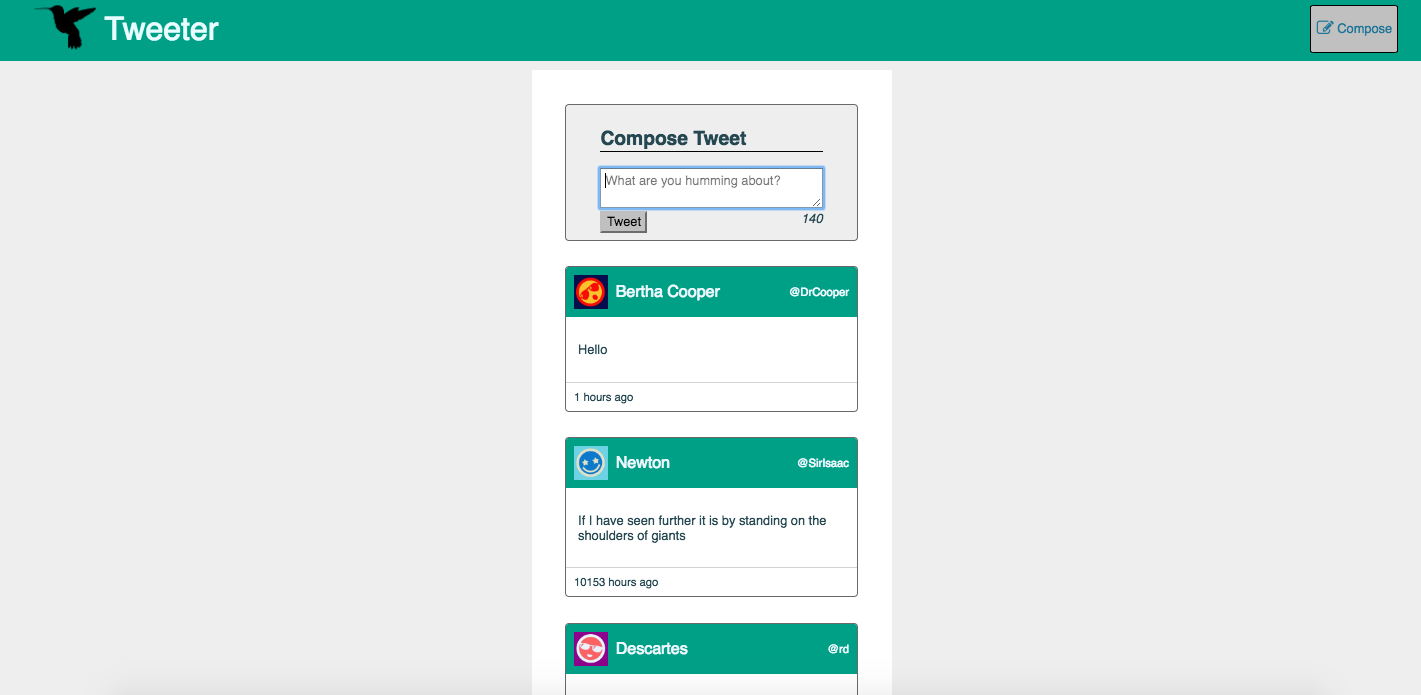 Tweeter
Compose
Compose Tweet
What are you humming about?
Tweet
140
Bertha Cooper
@DrCooper
Hello
1 hours ago
Newton
@SirIsaac
If I have seen further it is by standing on the
shoulders of giants
10153 hours ago
Descartes
@rd